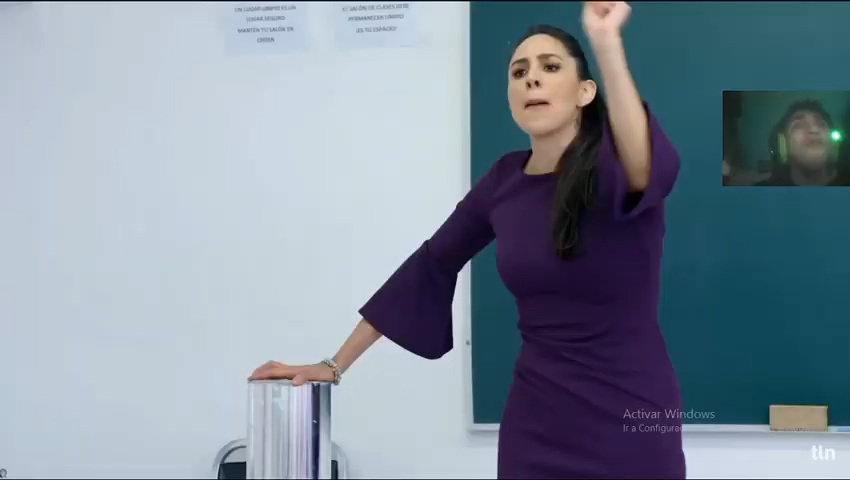 UN LUGAR LIMPIO ES UN
LUGAR SEGURO
MANTÉN TU SALÓN EN
ORDEN
EL SALÓN DE CLASES DEBE
PERMANECER LIMPIO
¡ES TU ESPACIO!
Activar Windows
Ir a Configurac
tln